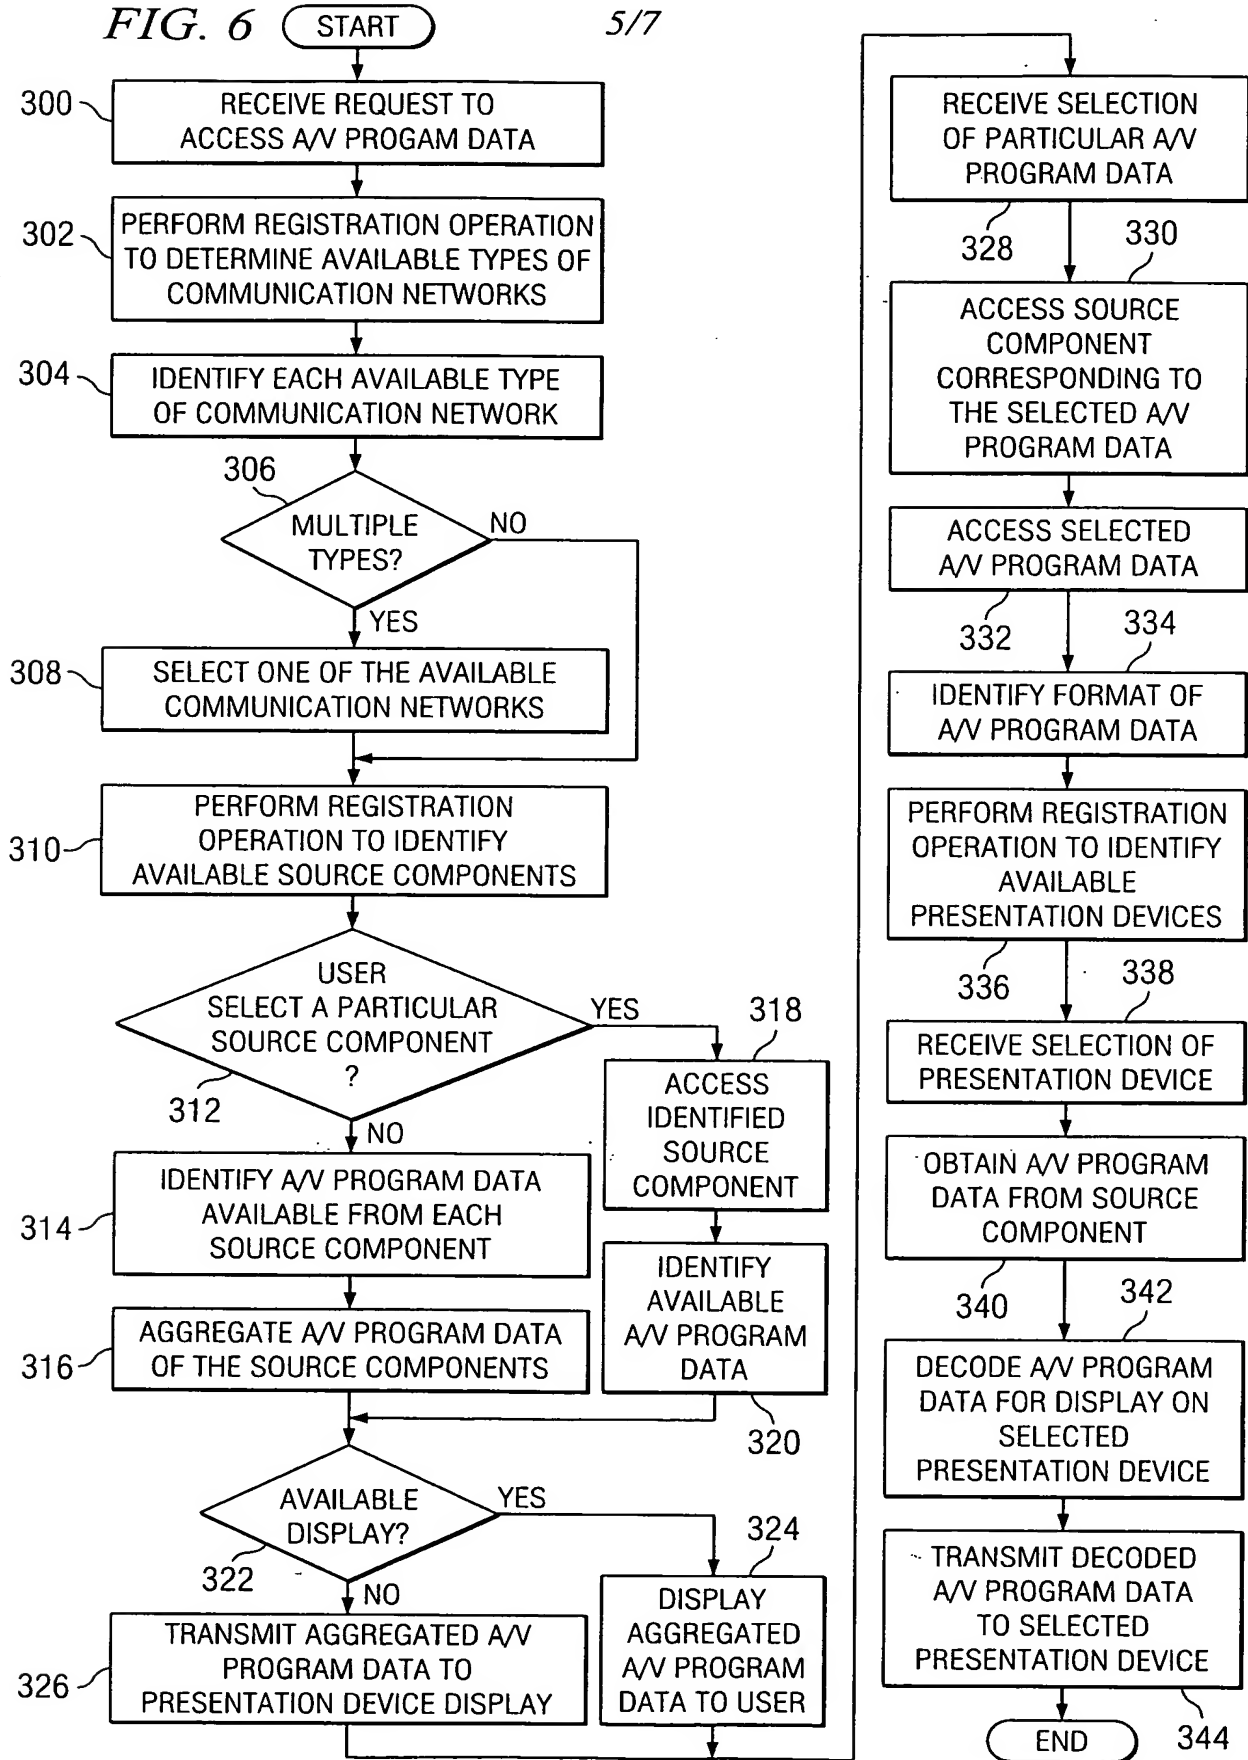 FIG. 6
START
5/7
300
RECEIVE REQUEST TO
ACCESS A/V PROGAM DATA
302
PERFORM REGISTRATION OPERATION
TO DETERMINE AVAILABLE TYPES OF
COMMUNICATION NETWORKS
304
IDENTIFY EACH AVAILABLE TYPE
OF COMMUNICATION NETWORK
306
MULTIPLE
TYPES?
NO
YES
308
SELECT ONE OF THE AVAILABLE
COMMUNICATION NETWORKS
310
PERFORM REGISTRATION
OPERATION TO IDENTIFY
AVAILABLE SOURCE COMPONENTS
USER
SELECT A PARTICULAR
SOURCE COMPONENT
?
312
YES
NO
318
ACCESS
IDENTIFIED
SOURCE
COMPONENT
314
IDENTIFY A/V PROGRAM DATA
AVAILABLE FROM EACH
SOURCE COMPONENT
316
AGGREGATE A/V PROGRAM DATA
OF THE SOURCE COMPONENTS
IDENTIFY
AVAILABLE
A/V PROGRAM
DATA
320
AVAILABLE
DISPLAY?
322
YES
NO
324
DISPLAY
AGGREGATED
A/V PROGRAM
DATA TO USER
326
TRANSMIT AGGREGATED A/V
PROGRAM DATA TO
PRESENTATION DEVICE DISPLAY
RECEIVE SELECTION
OF PARTICULAR A/V
PROGRAM DATA
328
330
ACCESS SOURCE
COMPONENT
CORRESPONDING TO
THE SELECTED A/V
PROGRAM DATA
ACCESS SELECTED
A/V PROGRAM DATA
332
334
IDENTIFY FORMAT OF
A/V PROGRAM DATA
PERFORM REGISTRATION
OPERATION TO IDENTIFY
AVAILABLE
PRESENTATION DEVICES
336
338
RECEIVE SELECTION OF
PRESENTATION DEVICE
OBTAIN A/V PROGRAM
DATA FROM SOURCE
COMPONENT
340
342
DECODE A/V PROGRAM
DATA FOR DISPLAY ON
SELECTED
PRESENTATION DEVICE
TRANSMIT DECODED
A/V PROGRAM DATA
TO SELECTED
PRESENTATION DEVICE
344
END